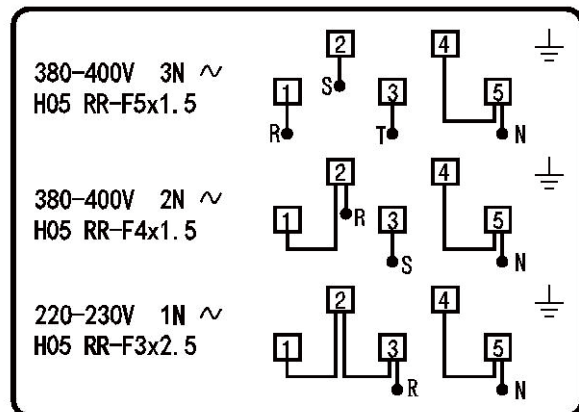 380-400V 3N ~
H05 RR-F5x1.5
1 2 3 4 5
R S T N
380-400V 2N ~
H05 RR-F4x1.5
1 2 3 4 5
R S N
220-230V 1N ~
H05 RR-F3x2.5
1 2 3 4 5
R N